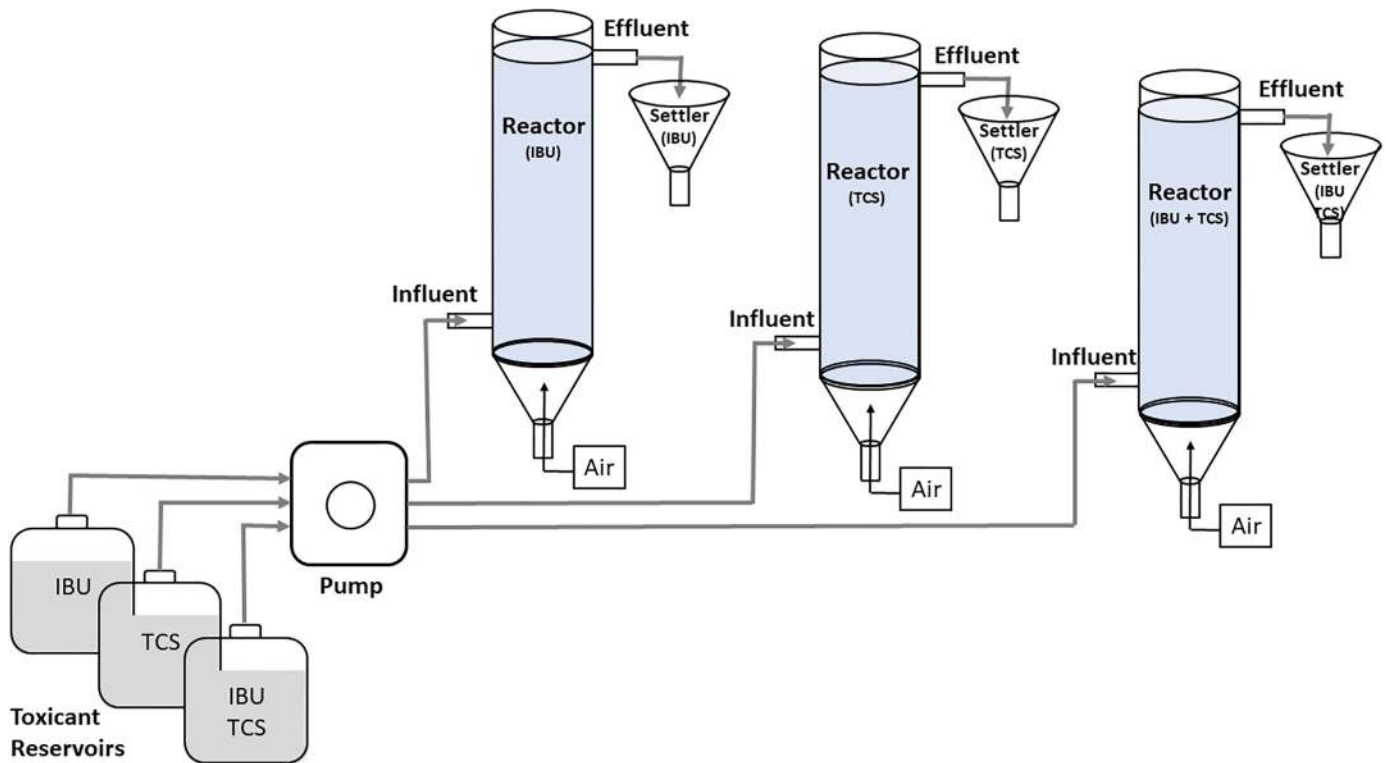 Effluent
Settler
(IBU)
Reactor
(IBU)
Influent
Air
Effluent
Settler
(TCS)
Reactor
(TCS)
Influent
Air
Effluent
Settler
(IBU
TCS)
Reactor
(IBU + TCS)
Influent
Air
Pump
IBU
TCS
IBU
TCS
Toxicant
Reservoirs